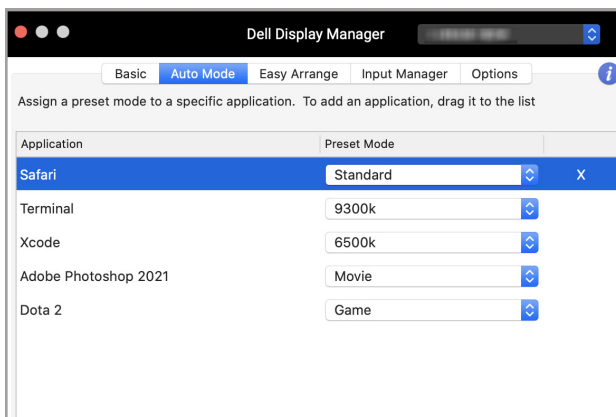 Dell Display Manager
Basic Auto Mode Easy Arrange Input Manager Options i
Assign a preset mode to a specific application. To add an application, drag it to the list
Application Preset Mode
Safari Standard X
Terminal 9300k
Xcode 6500k
Adobe Photoshop 2021 Movie
Dota 2 Game